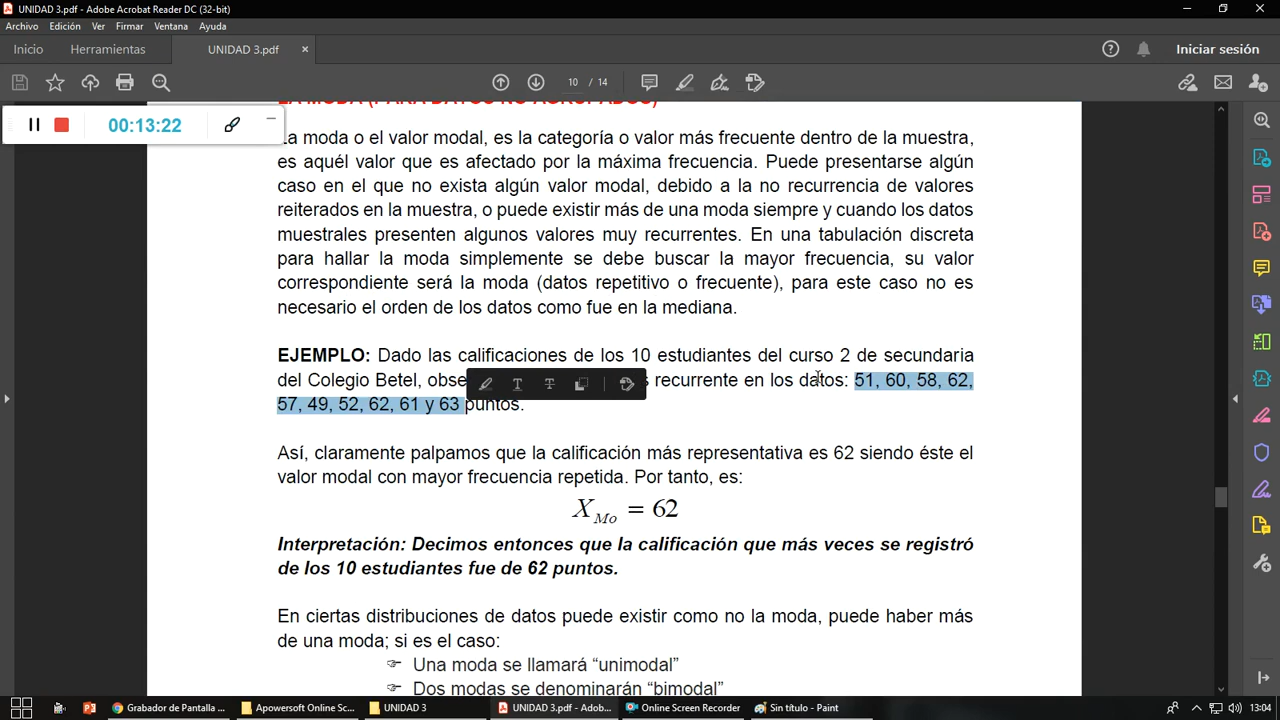 UNIDAD 3.pdf - Adobe Acrobat Reader DC (32-bit)
Archivo Edición Ver Firmar Ventana Ayuda
Inicio Herramientas UNIDAD 3.pdf × Iniciar sesión
10 / 14
LA MODA (PARA DATOS NO AGRUPADOS)
00:13:22
La moda o el valor modal, es la categoría o valor más frecuente dentro de la muestra,
es aquél valor que es afectado por la máxima frecuencia. Puede presentarse algún
caso en el que no exista algún valor modal, debido a la no recurrencia de valores
reiterados en la muestra, o puede existir más de una moda siempre y cuando los datos
muestrales presenten algunos valores muy recurrentes. En una tabulación discreta
para hallar la moda simplemente se debe buscar la mayor frecuencia, su valor
correspondiente será la moda (datos repetitivo o frecuente), para este caso no es
necesario el orden de los datos como fue en la mediana.
EJEMPLO: Dado las calificaciones de los 10 estudiantes del curso 2 de secundaria
del Colegio Betel, obse s recurrente en los datos: 51, 60, 58, 62,
57, 49, 52, 62, 61 y 63 puntos.
Así, claramente palpamos que la calificación más representativa es 62 siendo éste el
valor modal con mayor frecuencia repetida. Por tanto, es:
X Mo = 62
Interpretación: Decimos entonces que la calificación que más veces se registró
de los 10 estudiantes fue de 62 puntos.
En ciertas distribuciones de datos puede existir como no la moda, puede haber más
de una moda; si es el caso:
☞ Una moda se llamará “unimodal”
☞ Dos modas se denominarán “bimodal”
Grabador de Pantalla ... Apowersoft Online Sc... UNIDAD 3 UNIDAD 3.pdf - Adob... Online Screen Recorder Sin título - Paint 13:04